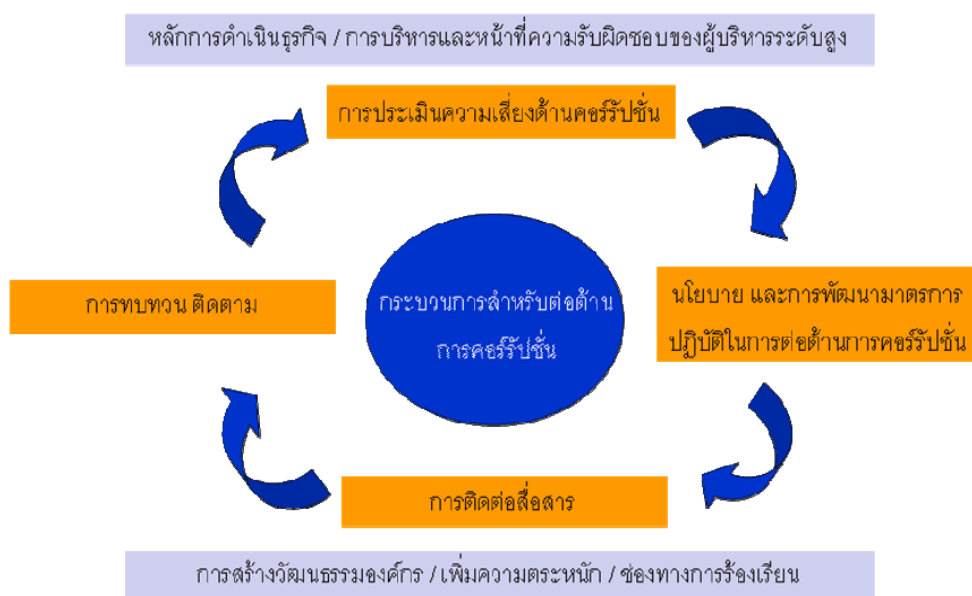 หลักการดำเนินธุรกิจ / การบริหารและหน้าที่ความรับผิดชอบของผู้บริหารระดับสูง
การประเมินความเสี่ยงด้านคอร์รัปชั่น
การทบทวน ติดตาม
กระบวนการสำหรับต่อต้าน
การคอร์รัปชั่น
นโยบาย และการพัฒนามาตรการ
ปฏิบัติในการต่อต้านการคอร์รัปชั่น
การติดต่อสื่อสาร
การสร้างวัฒนธรรมองค์กร / เพิ่มความตระหนัก / ช่องทางการร้องเรียน